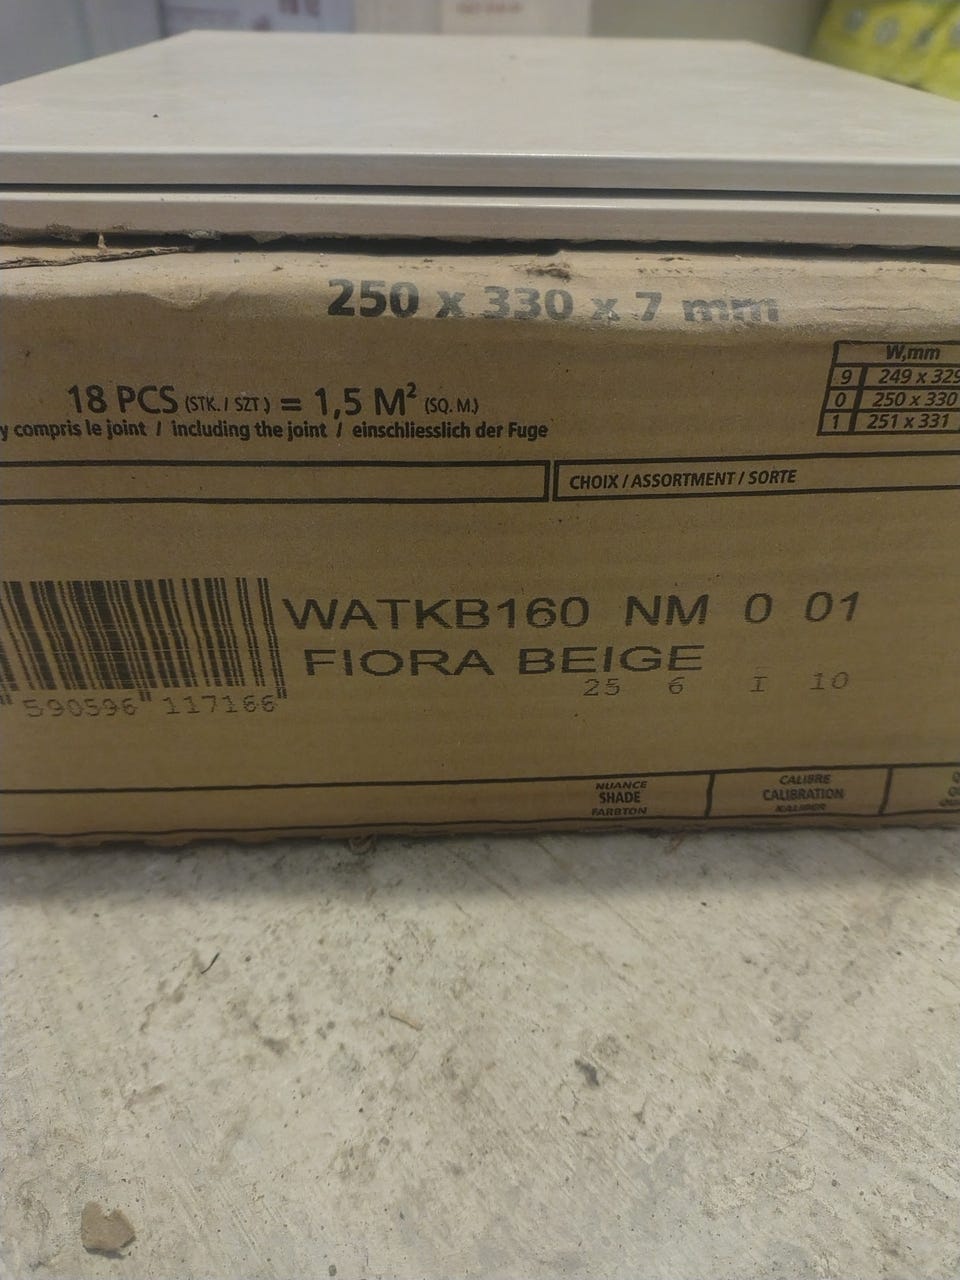 250 x 330 x 7 mm
18 PCS (STK. / SZT.) = 1,5 M² (SQ. M.)
y compris le joint / including the joint / einschliesslich der Fuge
W,mm
9 249 x 329
0 250 x 330
1 251 x 331
CHOIX / ASSORTMENT / SORTE
WATKB160 NM 0 01
FIORA BEIGE
25 6 I 10
590596 117166
NUANCE
SHADE
FARBTON
CALIBRE
CALIBRATION
KALIBER